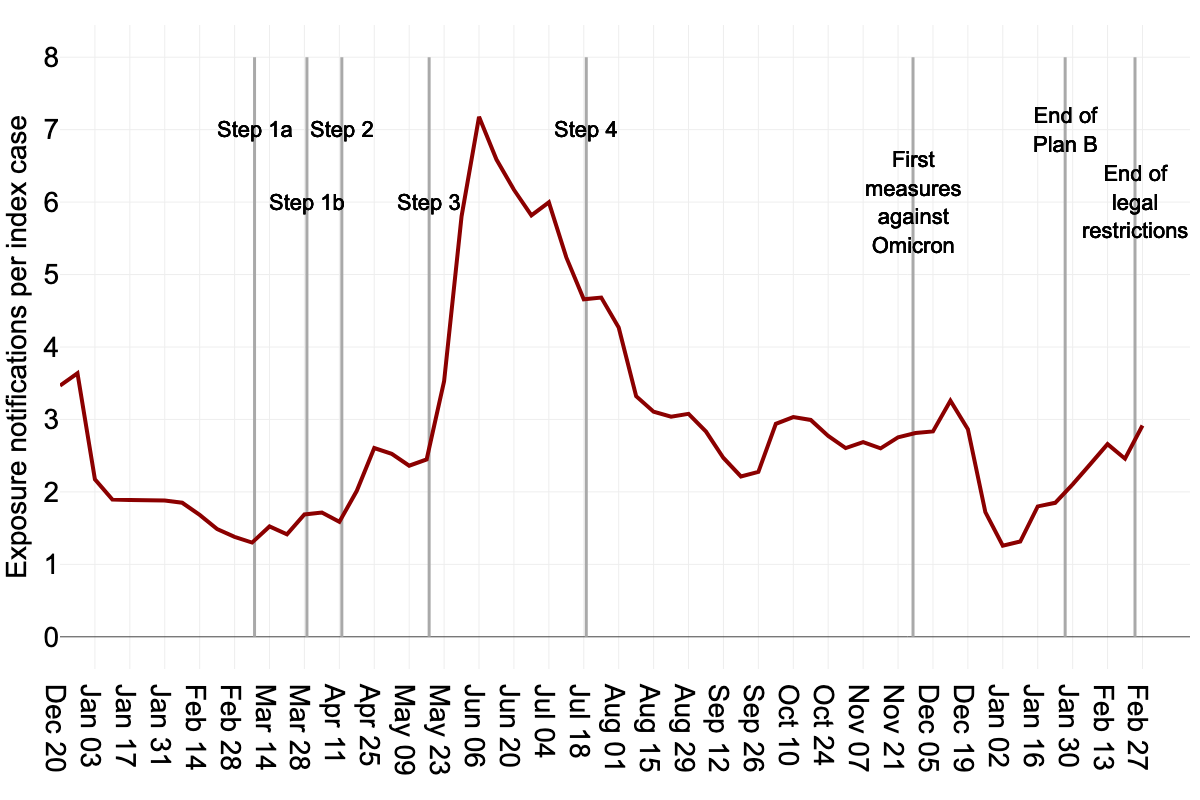 Exposure notifications per index case
8
7
6
5
4
3
2
1
0
Step 1a
Step 1b
Step 2
Step 3
Step 4
First
measures
against
Omicron
End of
Plan B
End of
legal
restrictions
Dec 20
Jan 03
Jan 17
Jan 31
Feb 14
Feb 28
Mar 14
Mar 28
Apr 11
Apr 25
May 09
May 23
Jun 06
Jun 20
Jul 04
Jul 18
Aug 01
Aug 15
Aug 29
Sep 12
Sep 26
Oct 10
Oct 24
Nov 07
Nov 21
Dec 05
Dec 19
Jan 02
Jan 16
Jan 30
Feb 13
Feb 27